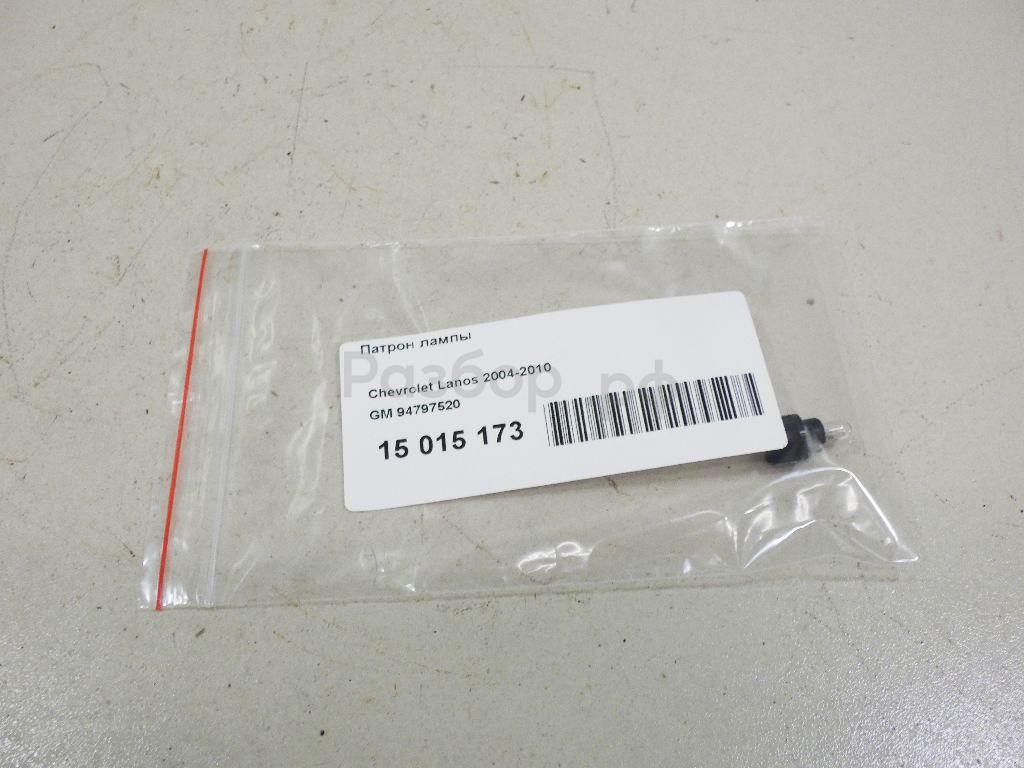 Патрон лампы
Разбор.рф
Chevrolet Lanos 2004-2010
GM 94797520
15 015 173